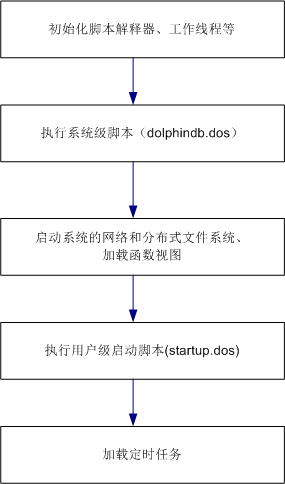 初始化脚本解释器、工作线程等
执行系统级脚本（dolphindb.dos）
启动系统的网络和分布式文件系统、
加载函数视图
执行用户级启动脚本(startup.dos)
加载定时任务